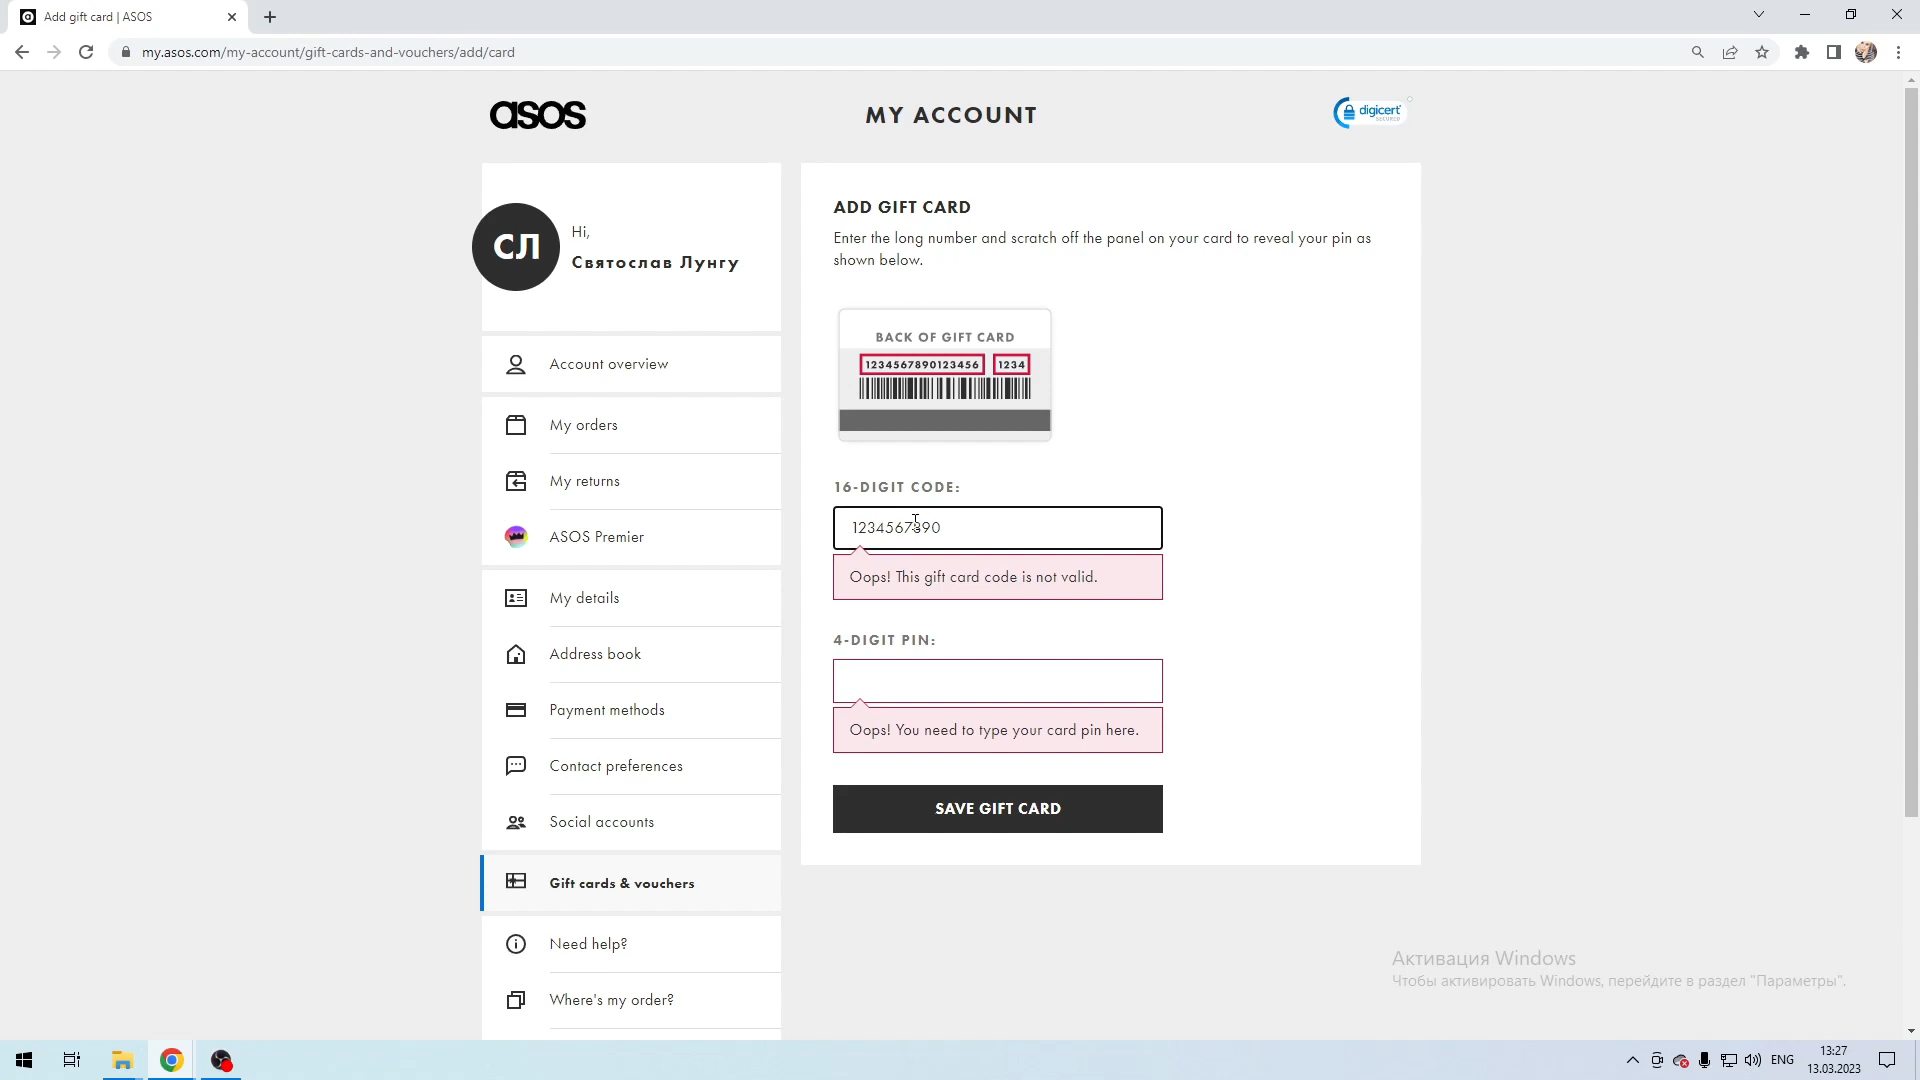 Add gift card | ASOS
my.asos.com/my-account/gift-cards-and-vouchers/add/card
asos
MY ACCOUNT
digicert
SECURED
СЛ
Hi,
Святослав Лунгу
Account overview
My orders
My returns
ASOS Premier
My details
Address book
Payment methods
Contact preferences
Social accounts
Gift cards & vouchers
Need help?
Where's my order?
ADD GIFT CARD
Enter the long number and scratch off the panel on your card to reveal your pin as
shown below.
BACK OF GIFT CARD
1234567890123456 1234
16-DIGIT CODE:
1234567890
Oops! This gift card code is not valid.
4-DIGIT PIN:
Oops! You need to type your card pin here.
SAVE GIFT CARD
Активация Windows
Чтобы активировать Windows, перейдите в раздел "Параметры".
ENG
13:27
13.03.2023